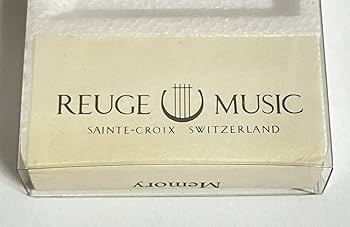 REUGE MUSIC
SAINTE-CROIX SWITZERLAND
Memory